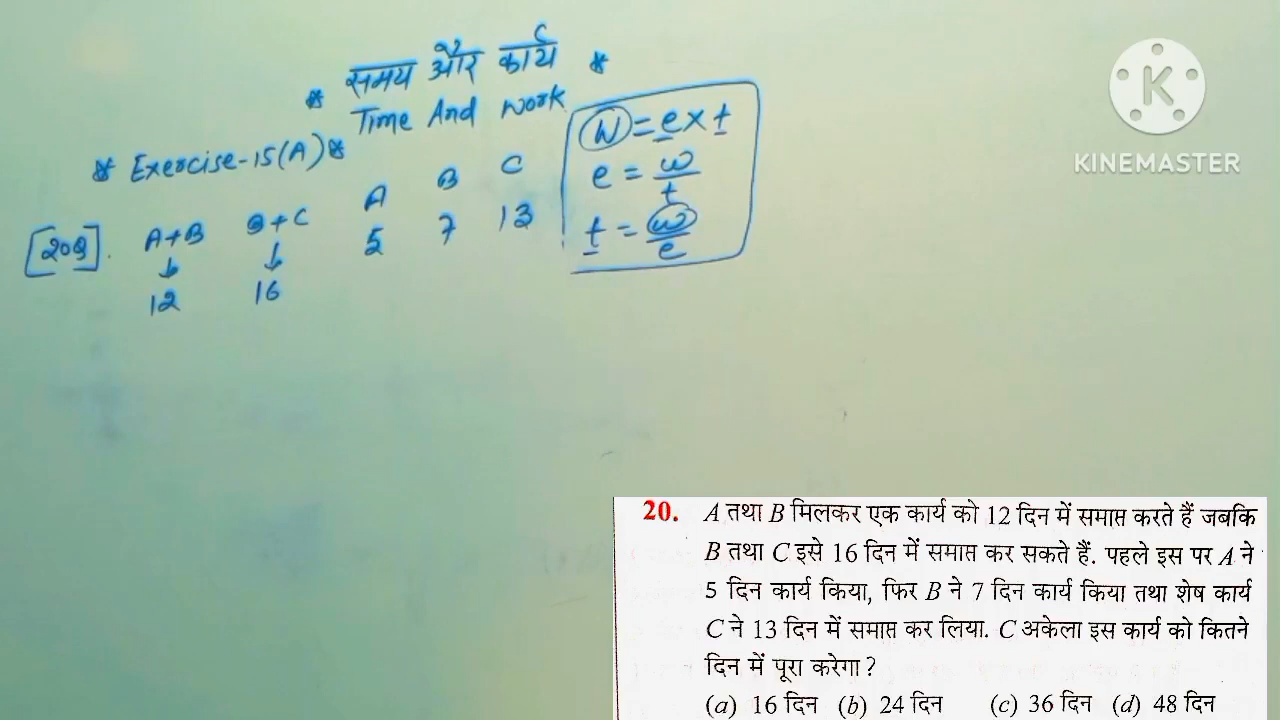 * समय और कार्य *
Time And Work
* Exercise-15(A) *
[20Q]. A+B B+C A B C
↓ ↓ 5 7 13
12 16
W = e x t
e = w/t
t = w/e
K
KINEMASTER
20. A तथा B मिलकर एक कार्य को 12 दिन में समाप्त करते हैं जबकि
B तथा C इसे 16 दिन में समाप्त कर सकते हैं. पहले इस पर A ने
5 दिन कार्य किया, फिर B ने 7 दिन कार्य किया तथा शेष कार्य
C ने 13 दिन में समाप्त कर लिया. C अकेला इस कार्य को कितने
दिन में पूरा करेगा ?
(a) 16 दिन (b) 24 दिन (c) 36 दिन (d) 48 दिन